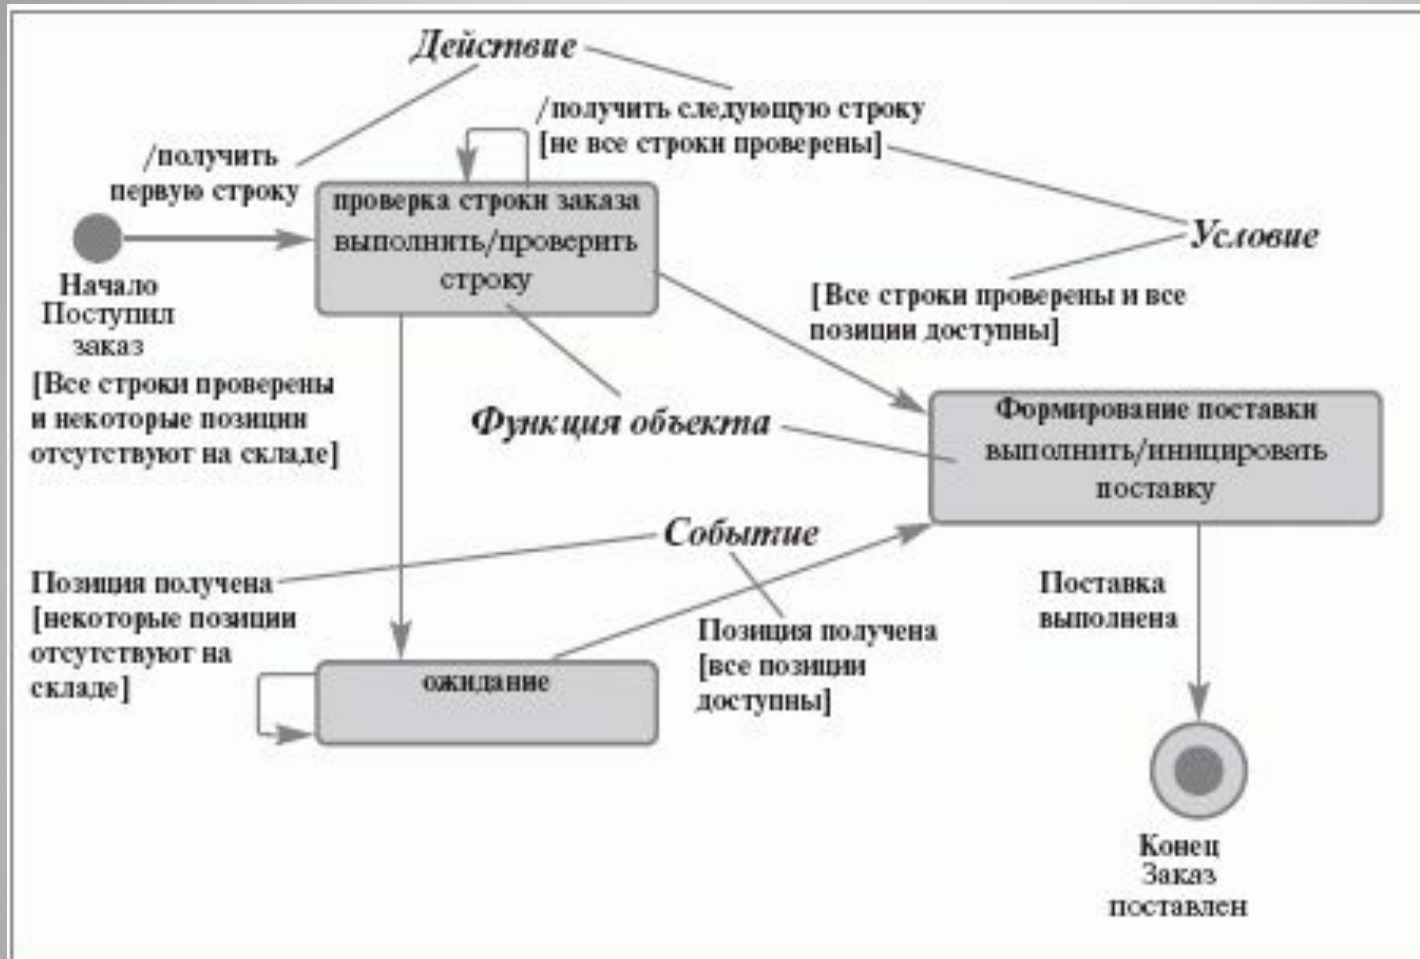 Действие
/получить следующую строку
[не все строки проверены]
/получить
первую строку
проверка строки заказа
выполнить/проверить
строку
Условие
Начало
Поступил
заказ
[Все строки проверены и все
позиции доступны]
[Все строки проверены
и некоторые позиции
отсутствуют на складе]
Функция объекта
Формирование поставки
выполнить/иницировать
поставку
Событие
Позиция получена
[некоторые позиции
отсутствуют на
складе]
Позиция получена
[все позиции
доступны]
Поставка
выполнена
ожидание
Конец
Заказ
поставлен